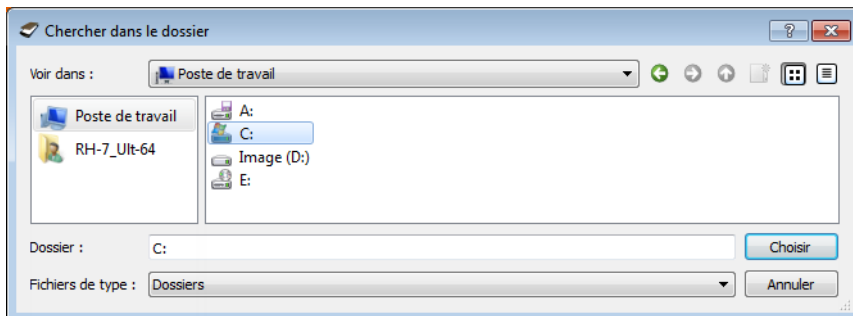 Chercher dans le dossier
Voir dans : Poste de travail
Poste de travail
RH-7_Ult-64
A:
C:
Image (D:)
E:
Dossier : C: Choisir
Fichiers de type : Dossiers Annuler